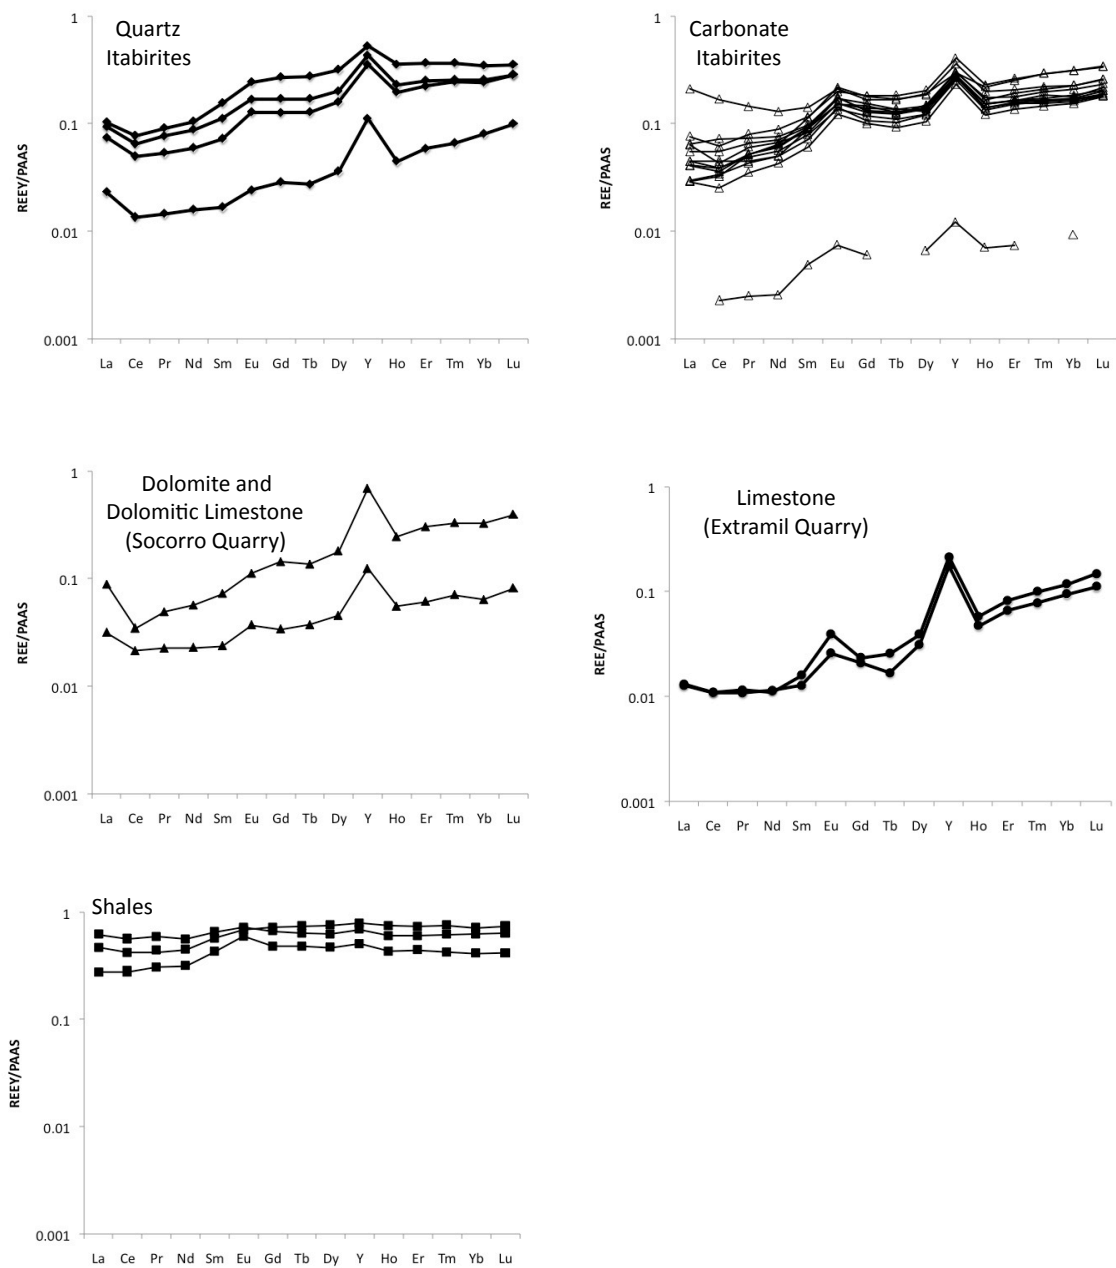 Quartz
Itabirites
REEY/PAAS
1
0.1
0.01
0.001
La Ce Pr Nd Sm Eu Gd Tb Dy Y Ho Er Tm Yb Lu
Carbonate
Itabirites
REE/PAAS
1
0.1
0.01
0.001
La Ce Pr Nd Sm Eu Gd Tb Dy Y Ho Er Tm Yb Lu
Dolomite and
Dolomitic Limestone
(Socorro Quarry)
REE/PAAS
1
0.1
0.01
0.001
La Ce Pr Nd Sm Eu Gd Tb Dy Y Ho Er Tm Yb Lu
Limestone
(Extramil Quarry)
REE/PAAS
1
0.1
0.01
0.001
La Ce Pr Nd Sm Eu Gd Tb Dy Y Ho Er Tm Yb Lu
Shales
REEY/PAAS
1
0.1
0.01
0.001
La Ce Pr Nd Sm Eu Gd Tb Dy Y Ho Er Tm Yb Lu